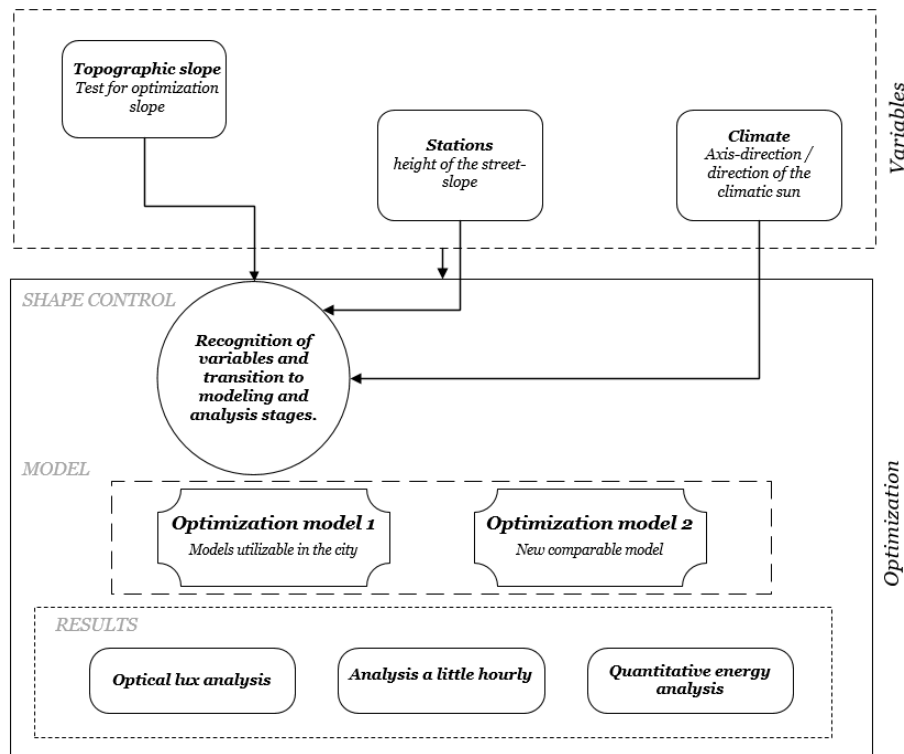 Topographic slope
Test for optimization
slope
Stations
height of the street-
slope
Climate
Axis-direction /
direction of the
climatic sun
Variables
SHAPE CONTROL
Recognition of
variables and
transition to
modeling and
analysis stages.
MODEL
Optimization model 1
Models utilizable in the city
Optimization model 2
New comparable model
Optimization
RESULTS
Optical lux analysis
Analysis a little hourly
Quantitative energy
analysis